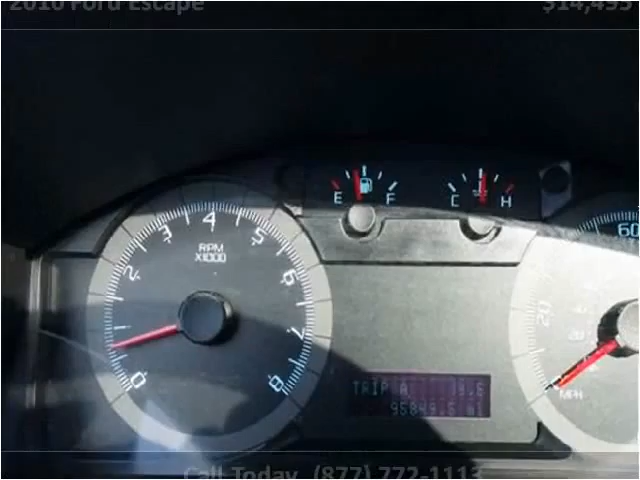 2010 Ford Escape $14,495
E F C H
0 1 2 3 4 5 6 7 8
RPM
X1000
20 60
MPH
TRIP A
mi
Call Today (877) 772-1113